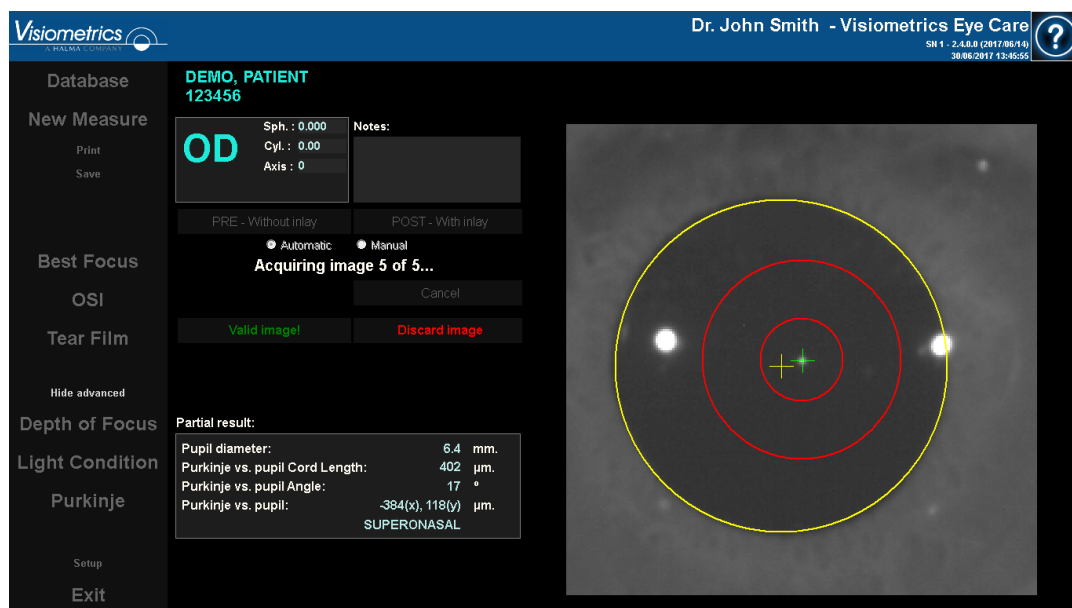 Visiometrics
A HALMA COMPANY
Dr. John Smith - Visiometrics Eye Care
SN 1 - 2.4.0.0 (2017/06/14)
30/06/2017 13:45:55
?
Database
New Measure
Print
Save
Best Focus
OSI
Tear Film
Hide advanced
Depth of Focus
Light Condition
Purkinje
Setup
Exit
DEMO, PATIENT
123456
OD
Sph. : 0.000
Cyl. : 0.00
Axis : 0
Notes:
PRE - Without inlay
POST - With inlay
Automatic
Manual
Acquiring image 5 of 5...
Cancel
Valid image!
Discard image
Partial result:
Pupil diameter: 6.4 mm.
Purkinje vs. pupil Cord Length: 402 µm.
Purkinje vs. pupil Angle: 17 º
Purkinje vs. pupil: -384(x), 118(y) µm.
SUPERONASAL